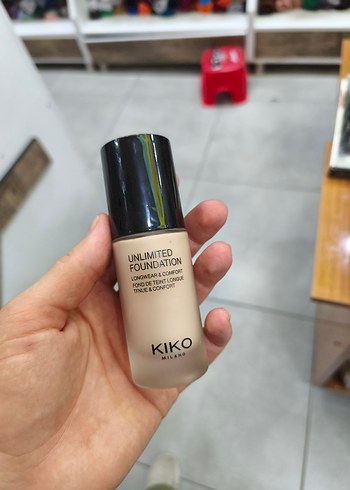 UNLIMITED
FOUNDATION
LONGWEAR & COMFORT
FOND DE TEINT LONGUE
TENUE & CONFORT
KIKO
MILANO